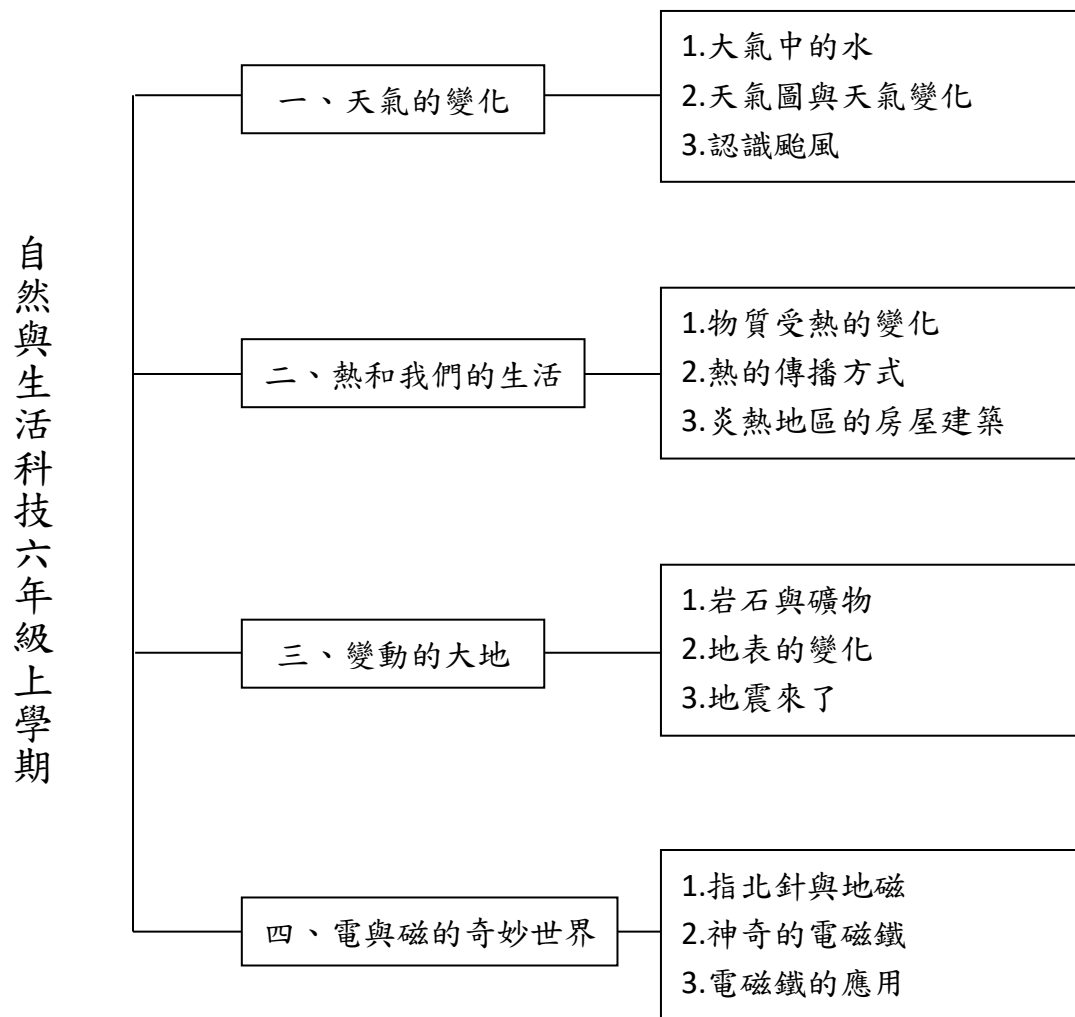 自然與生活科技六年級上學期
一、天氣的變化
1.大氣中的水
2.天氣圖與天氣變化
3.認識颱風
二、熱和我們的生活
1.物質受熱的變化
2.熱的傳播方式
3.炎熱地區的房屋建築
三、變動的大地
1.岩石與礦物
2.地表的變化
3.地震來了
四、電與磁的奇妙世界
1.指北針與地磁
2.神奇的電磁鐵
3.電磁鐵的應用